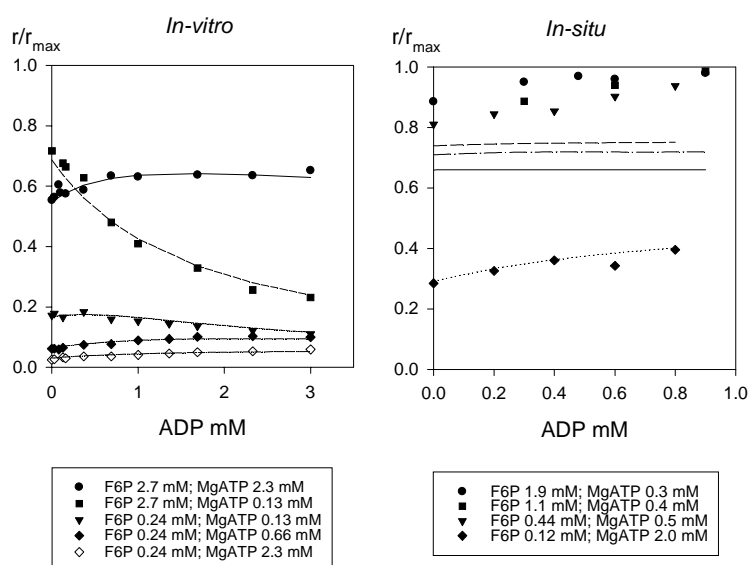 In-vitro
r/rmax
1.0
0.8
0.6
0.4
0.2
0.0
0 1 2 3
ADP mM
F6P 2.7 mM; MgATP 2.3 mM
F6P 2.7 mM; MgATP 0.13 mM
F6P 0.24 mM; MgATP 0.13 mM
F6P 0.24 mM; MgATP 0.66 mM
F6P 0.24 mM; MgATP 2.3 mM
In-situ
r/rmax
1.0
0.8
0.6
0.4
0.2
0.0
0.0 0.2 0.4 0.6 0.8 1.0
ADP mM
F6P 1.9 mM; MgATP 0.3 mM
F6P 1.1 mM; MgATP 0.4 mM
F6P 0.44 mM; MgATP 0.5 mM
F6P 0.12 mM; MgATP 2.0 mM